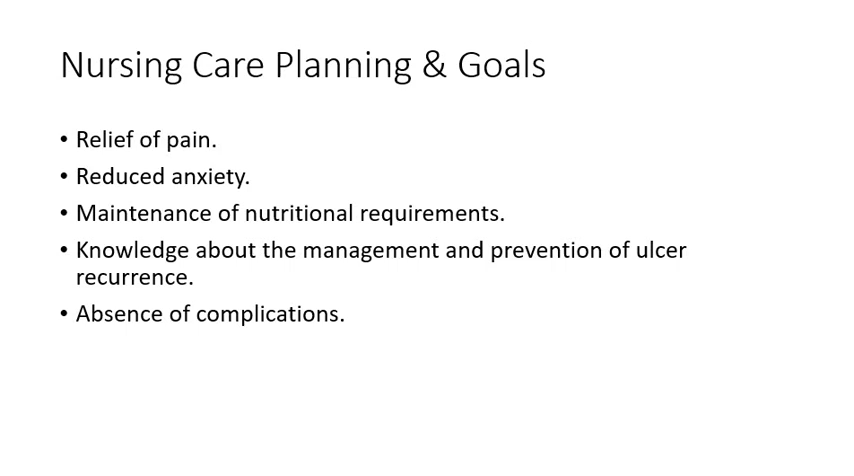 Nursing Care Planning & Goals
• Relief of pain.
• Reduced anxiety.
• Maintenance of nutritional requirements.
• Knowledge about the management and prevention of ulcer
recurrence.
• Absence of complications.